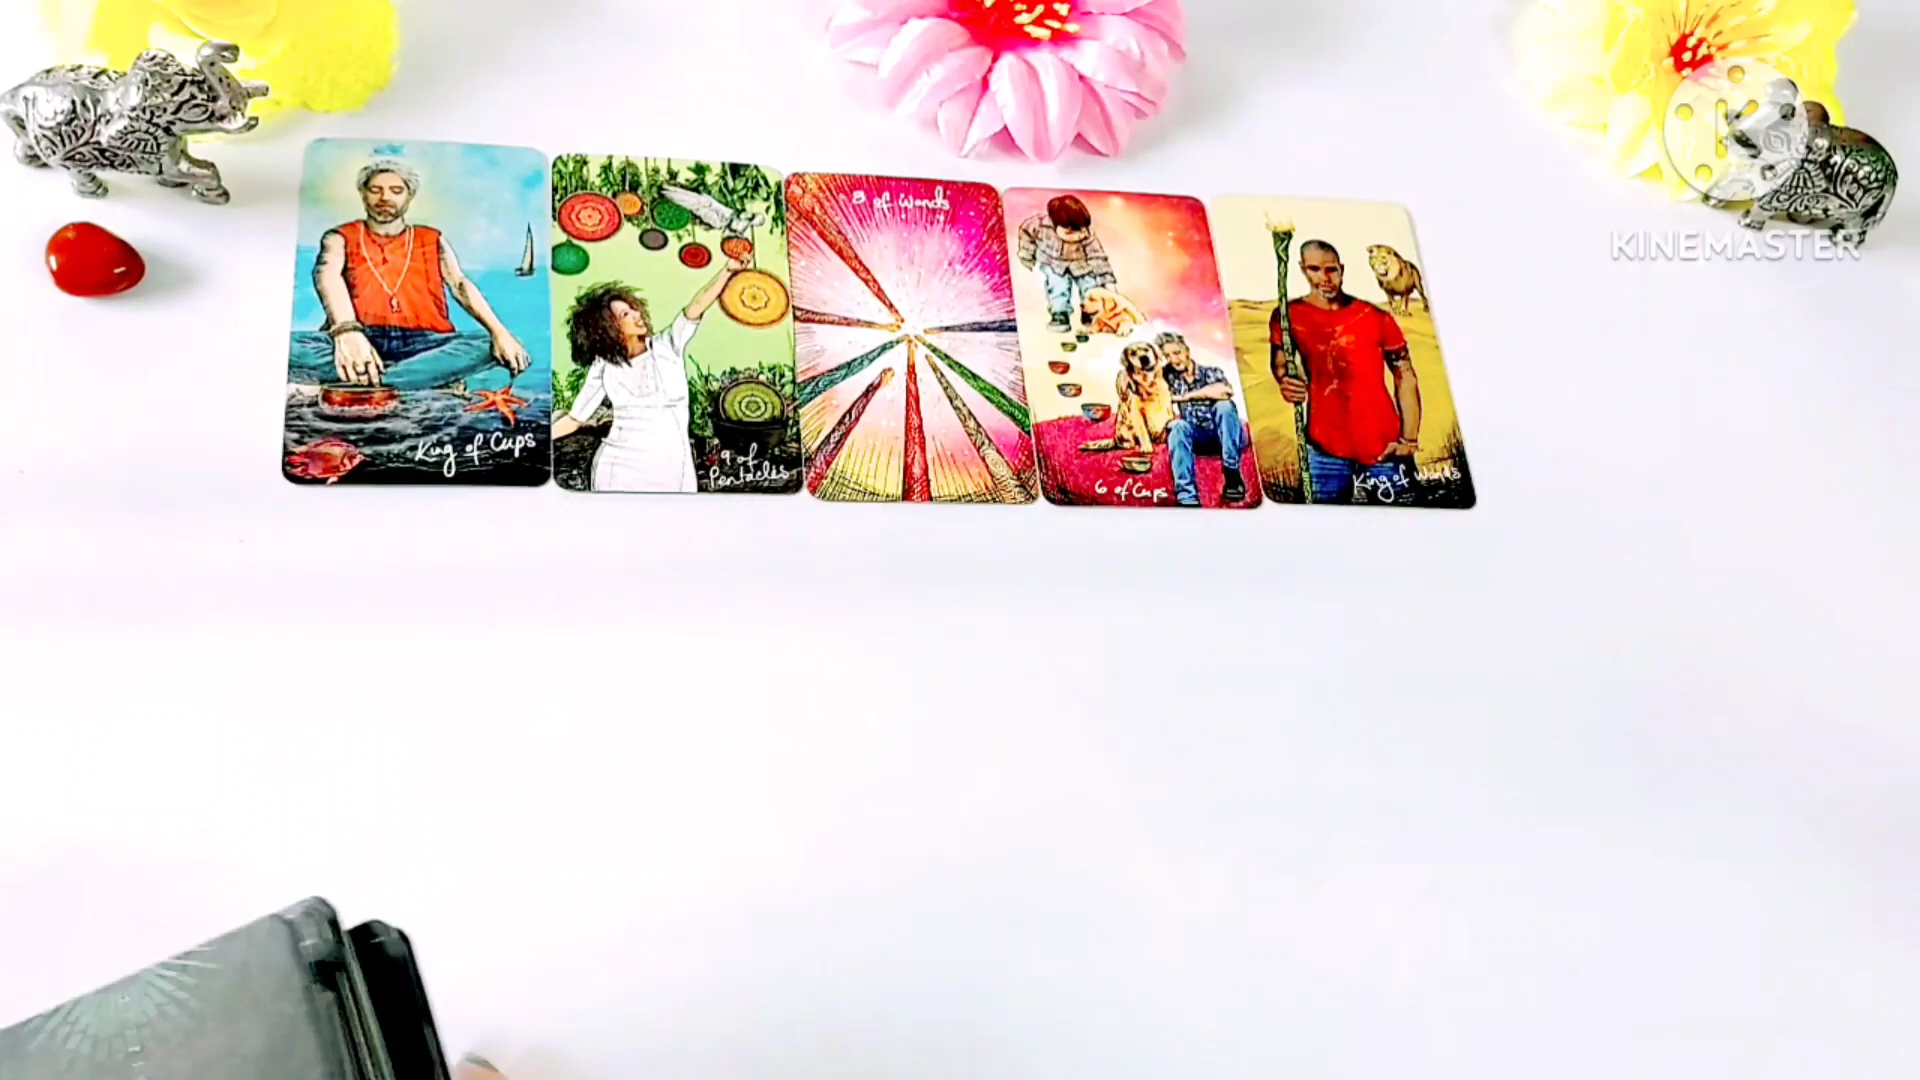 King of Cups
9 of
Pentacles
8 of Wands
6 of Cups
King of Wands
KINEMASTER